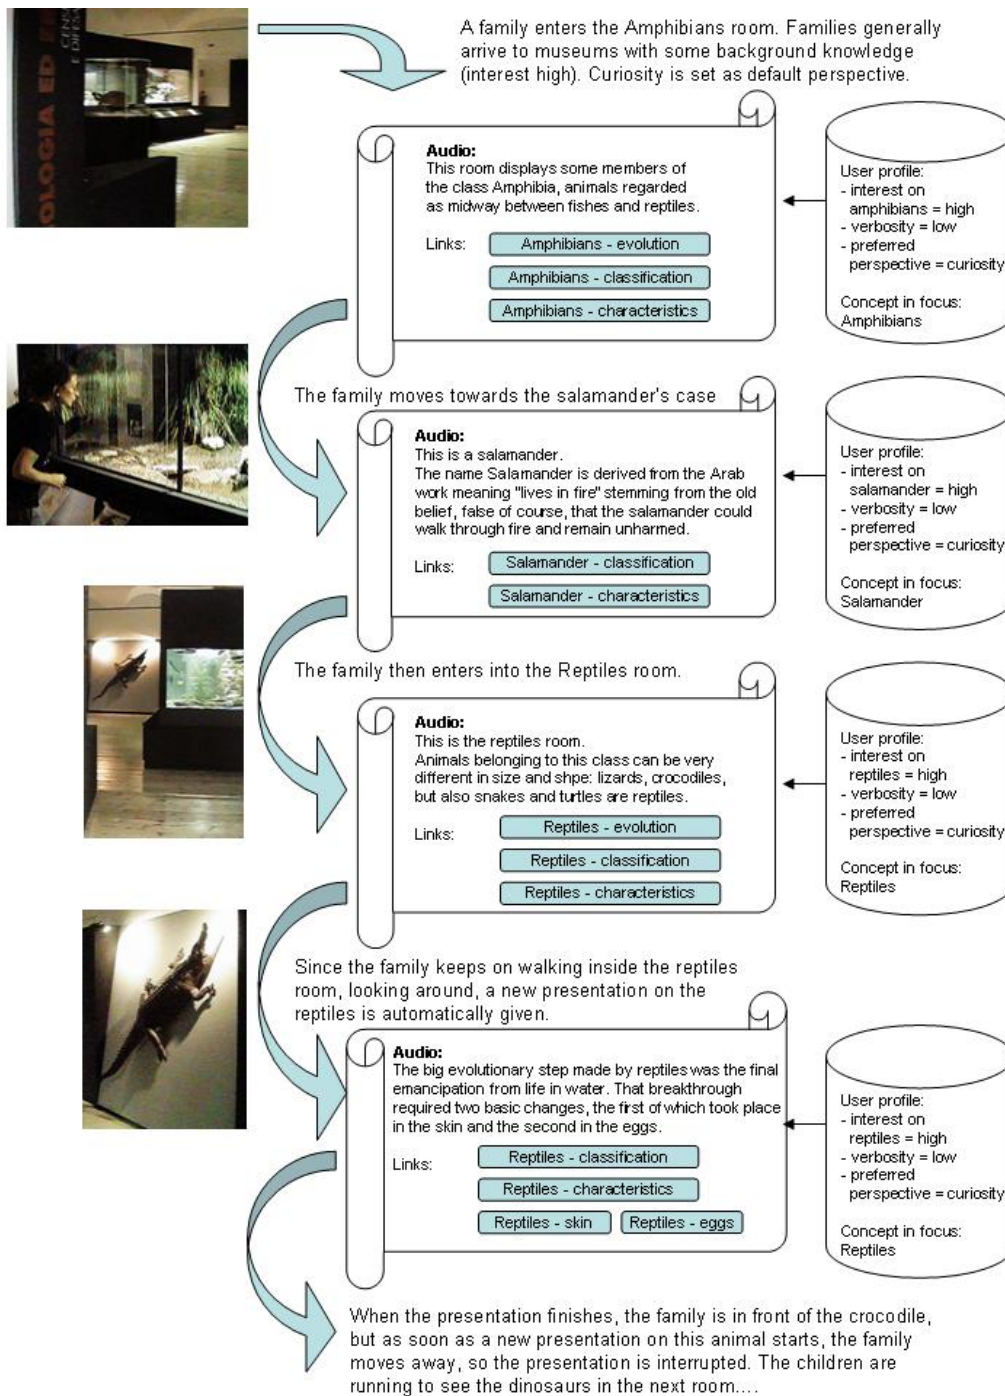 OLOGIA ED
CENS
E DIFES
A family enters the Amphibians room. Families generally
arrive to museums with some background knowledge
(interest high). Curiosity is set as default perspective.
Audio:
This room displays some members of
the class Amphibia, animals regarded
as midway between fishes and reptiles.
Links:
Amphibians - evolution
Amphibians - classification
Amphibians - characteristics
User profile:
- interest on
amphibians = high
- verbosity = low
- preferred
perspective = curiosity
Concept in focus:
Amphibians
The family moves towards the salamander's case
Audio:
This is a salamander.
The name Salamander is derived from the Arab
work meaning "lives in fire" stemming from the old
belief, false of course, that the salamander could
walk through fire and remain unharmed.
Links:
Salamander - classification
Salamander - characteristics
User profile:
- interest on
salamander = high
- verbosity = low
- preferred
perspective = curiosity
Concept in focus:
Salamander
The family then enters into the Reptiles room.
Audio:
This is the reptiles room.
Animals belonging to this class can be very
different in size and shpe: lizards, crocodiles,
but also snakes and turtles are reptiles.
Links:
Reptiles - evolution
Reptiles - classification
Reptiles - characteristics
User profile:
- interest on
reptiles = high
- verbosity = low
- preferred
perspective = curiosity
Concept in focus:
Reptiles
Since the family keeps on walking inside the reptiles
room, looking around, a new presentation on the
reptiles is automatically given.
Audio:
The big evolutionary step made by reptiles was the final
emancipation from life in water. That breakthrough
required two basic changes, the first of which took place
in the skin and the second in the eggs.
Links:
Reptiles - classification
Reptiles - characteristics
Reptiles - skin
Reptiles - eggs
User profile:
- interest on
reptiles = high
- verbosity = low
- preferred
perspective = curiosity
Concept in focus:
Reptiles
When the presentation finishes, the family is in front of the crocodile,
but as soon as a new presentation on this animal starts, the family
moves away, so the presentation is interrupted. The children are
running to see the dinosaurs in the next room....